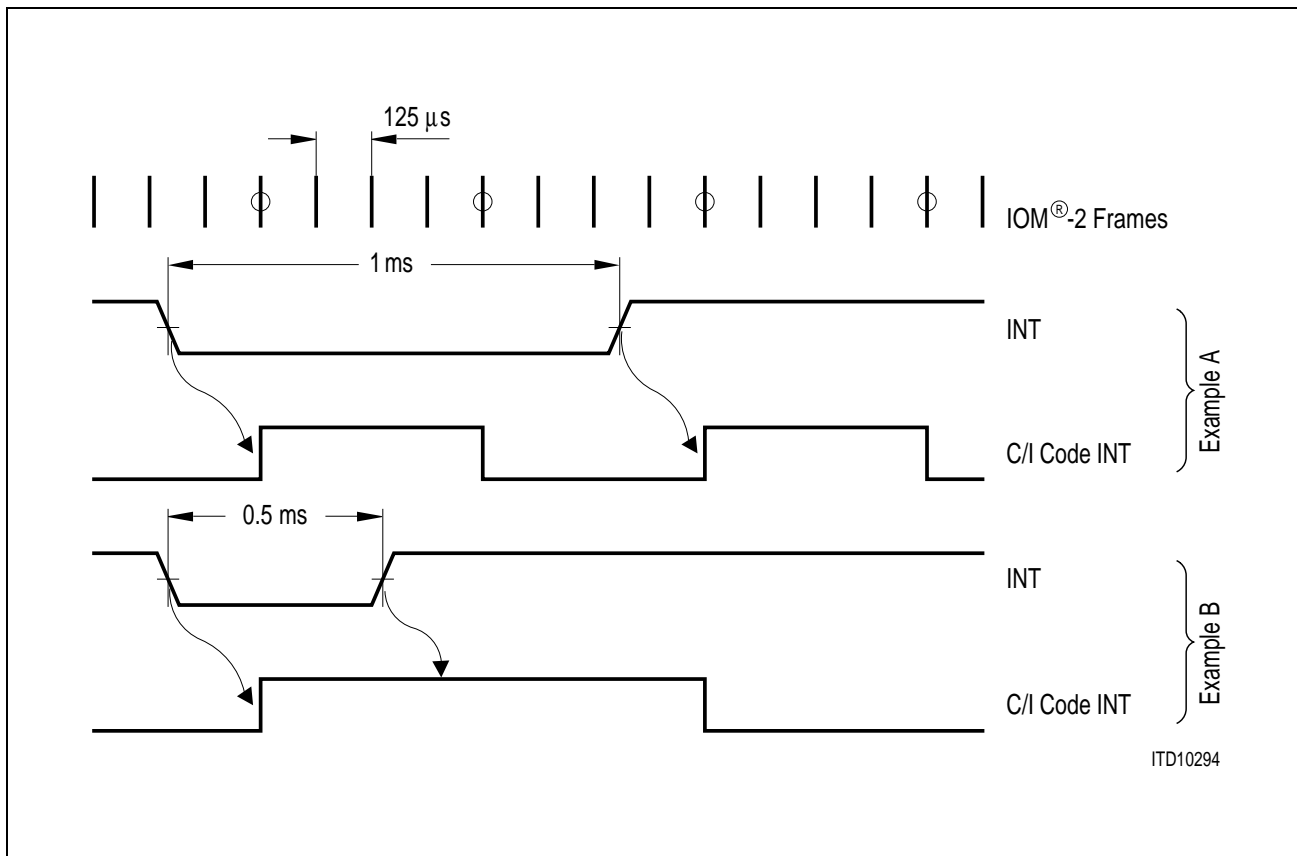 125 µs
IOM®-2 Frames
1 ms
INT
Example A
C/I Code INT
0.5 ms
INT
Example B
C/I Code INT
ITD10294